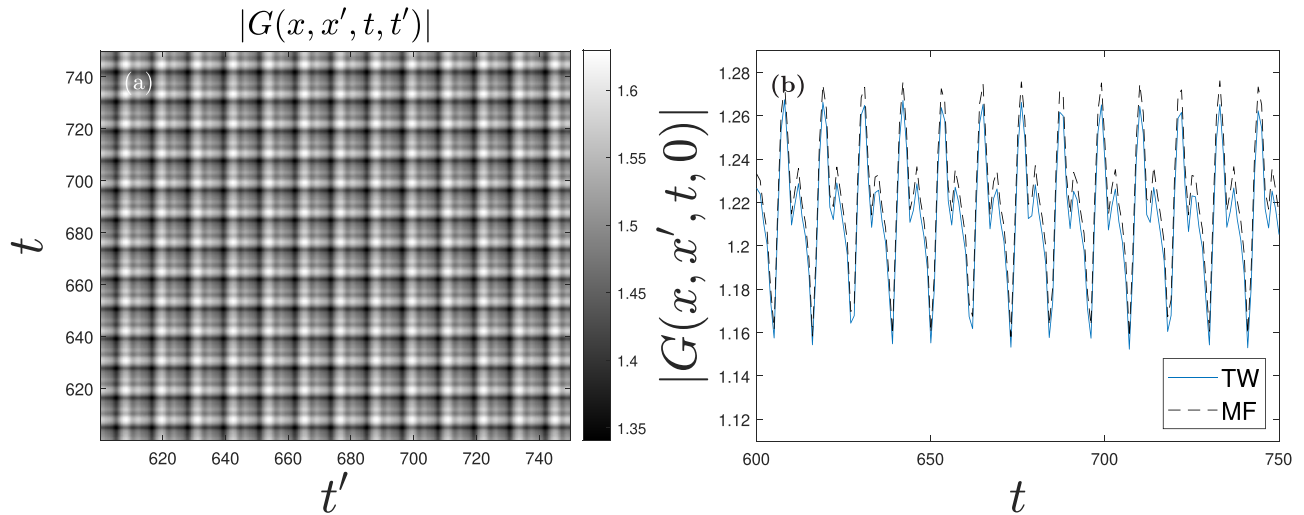 |G(x, x′, t, t′)|
(a)
740
720
700
680
660
640
620
t
620 640 660 680 700 720 740
t′
1.6
1.55
1.5
1.45
1.4
1.35
|G(x, x′, t, 0)|
(b)
1.28
1.26
1.24
1.22
1.2
1.18
1.16
1.14
1.12
TW
MF
600 650 700 750
t